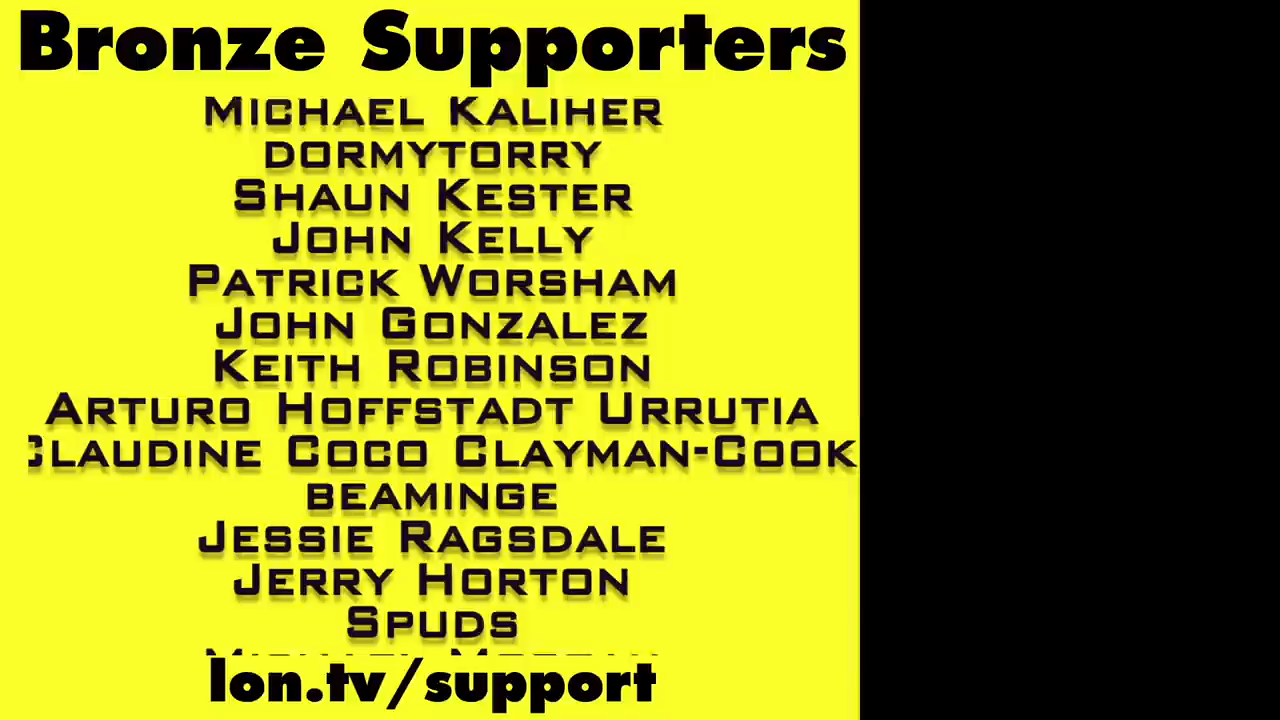 Bronze Supporters
Michael Kaliher
dormytorry
Shaun Kester
John Kelly
Patrick Worsham
John Gonzalez
Keith Robinson
Arturo Hoffstadt Urrutia
Claudine Coco Clayman-Cook
beaminge
Jessie Ragsdale
Jerry Horton
Spuds
lon.tv/support